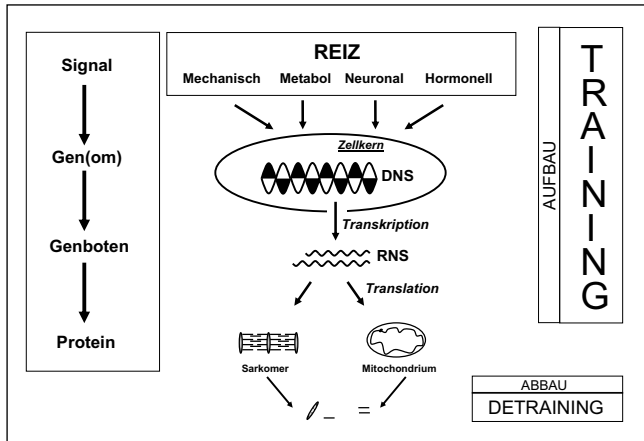 Signal
Gen(om)
Genboten
Protein
REIZ
Mechanisch Metabol Neuronal Hormonell
Zellkern
DNS
Transkription
RNS
Translation
Sarkomer Mitochondrium
AUFBAU
TRAINING
ABBAU
DETRAINING